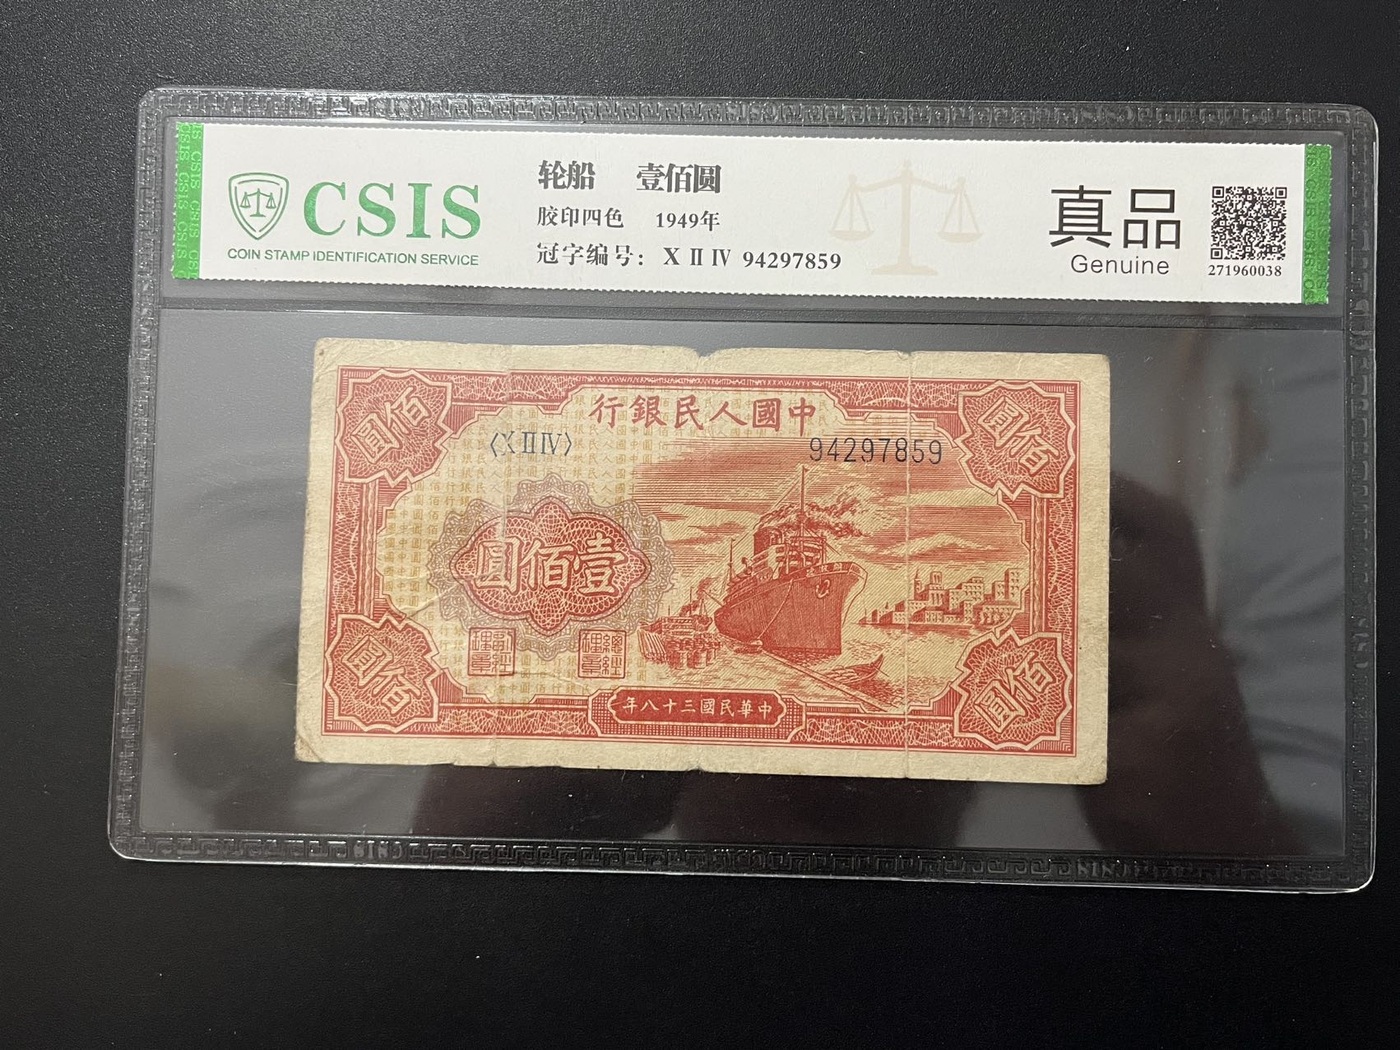 CSIS
COIN STAMP IDENTIFICATION SERVICE
轮船 壹佰圆
胶印四色 1949年
冠字编号: X II IV 94297859
真品
Genuine
271960038
行銀民人國中
〈X II IV〉
94297859
圓佰
圓佰
圓佰壹
圓佰
圓佰
年八十三國民華中